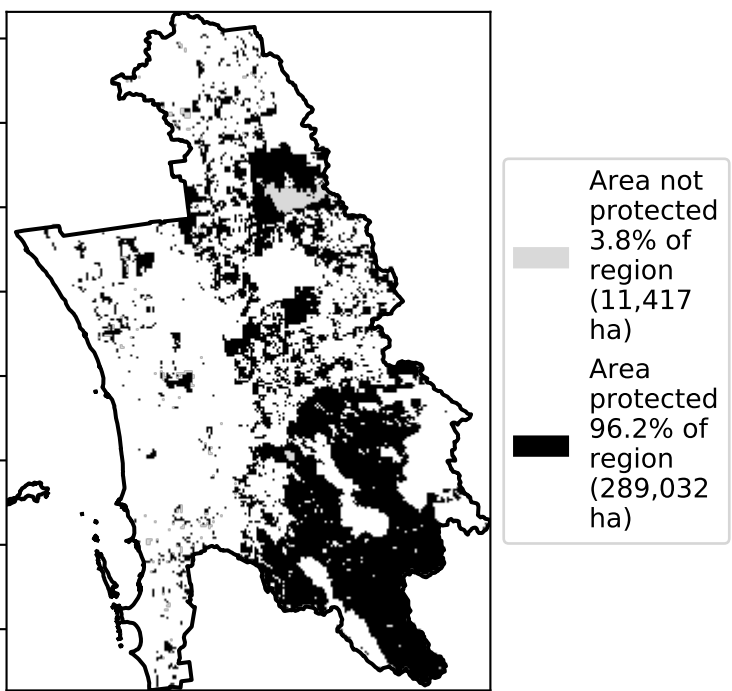 Area not
protected
3.8% of
region
(11,417
ha)
Area
protected
96.2% of
region
(289,032
ha)